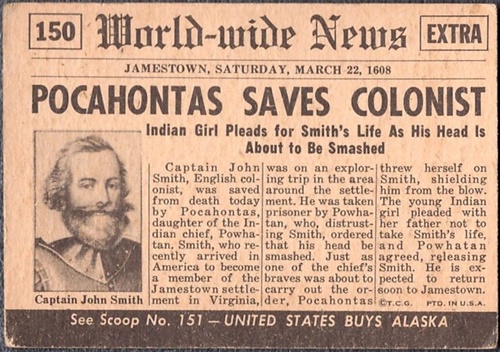 150 World-wide News EXTRA
JAMESTOWN, SATURDAY, MARCH 22, 1608
POCAHONTAS SAVES COLONIST
Indian Girl Pleads for Smith's Life As His Head Is
About to Be Smashed
Captain John Smith
Captain John
Smith, English col-
onist, was saved
from death today
by Pocahontas,
daughter of the In-
dian chief, Powha-
tan. Smith, who re-
cently arrived in
America to become
a member of the
Jamestown settle-
ment in Virginia,
was on an explor-
ing trip in the area
around the settle-
ment. He was taken
prisoner by Powha-
tan, who, distrust-
ing Smith, ordered
that his head be
smashed. Just as
one of the chief's
braves was about to
carry out the or-
der, Pocahontas
threw herself on
Smith, shielding
him from the blow.
The young Indian
girl pleaded with
her father not to
take Smith's life,
and Powhatan
agreed, releasing
Smith. He is ex-
pected to return
soon to Jamestown.
©T.C.G. PTD. IN U.S.A.
See Scoop No. 151—UNITED STATES BUYS ALASKA